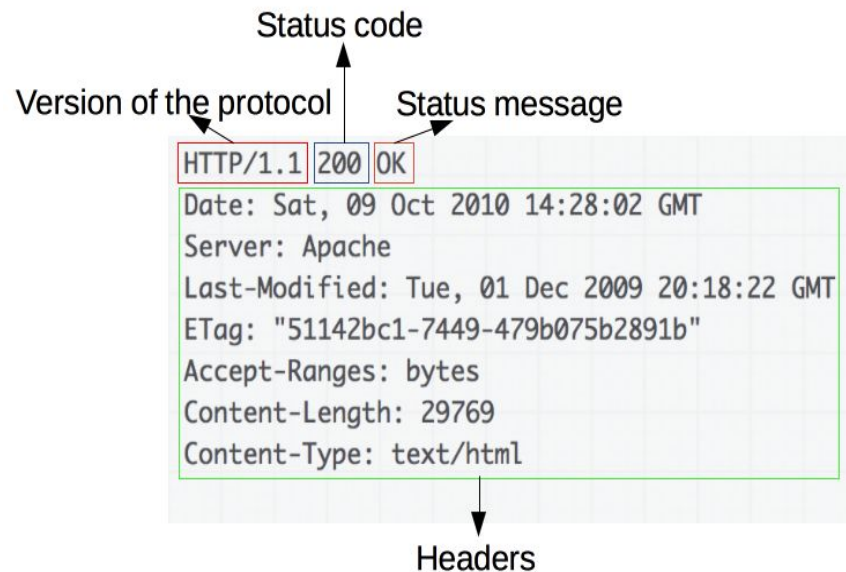 Status code
Version of the protocol
Status message
HTTP/1.1 200 OK
Date: Sat, 09 Oct 2010 14:28:02 GMT
Server: Apache
Last-Modified: Tue, 01 Dec 2009 20:18:22 GMT
ETag: "51142bc1-7449-479b075b2891b"
Accept-Ranges: bytes
Content-Length: 29769
Content-Type: text/html
Headers